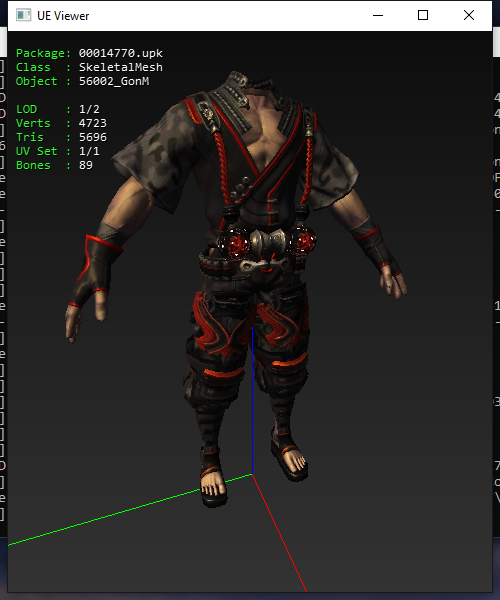 UE Viewer
Package: 00014770.upk
Class : SkeletalMesh
Object : 56002_GonM
LOD : 1/2
Verts : 4723
Tris : 5696
UV Set : 1/1
Bones : 89